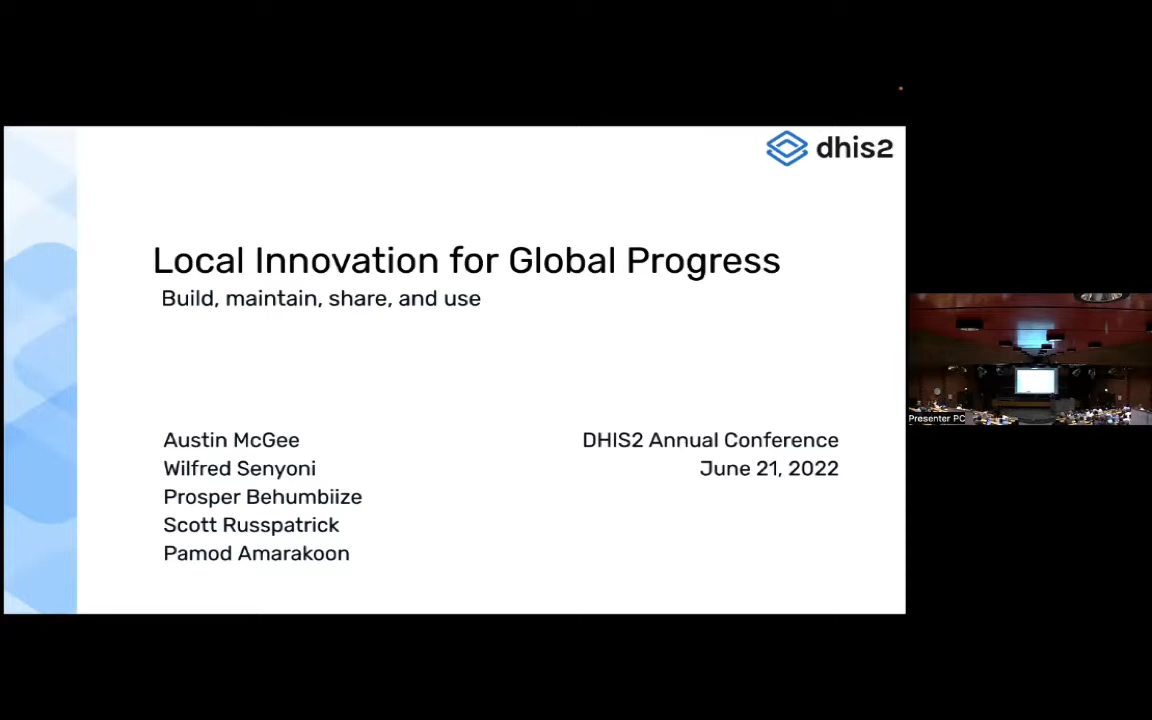 dhis2
Local Innovation for Global Progress
Build, maintain, share, and use
Austin McGee
Wilfred Senyoni
Prosper Behumbiize
Scott Russpatrick
Pamod Amarakoon
DHIS2 Annual Conference
June 21, 2022
Presenter PC